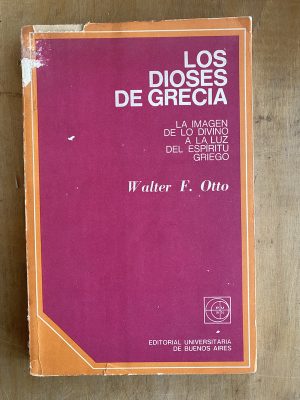 LOS
DIOSES
DE GRECIA
LA IMAGEN
DE LO DIVINO
A LA LUZ
DEL ESPIRITU
GRIEGO
Walter F. Otto
EDITORIAL UNIVERSITARIA
DE BUENOS AIRES